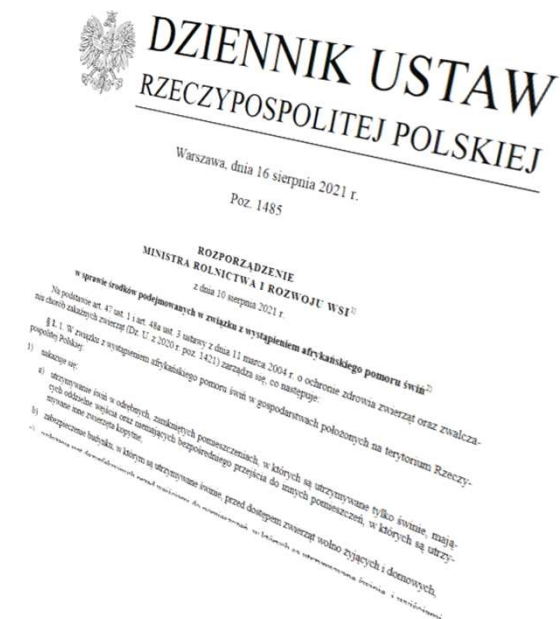 DZIENNIK USTAW
RZECZYPOSPOLITEJ POLSKIEJ
Warszawa, dnia 16 sierpnia 2021 r.
Poz. 1485
ROZPORZĄDZENIE
MINISTRA ROLNICTWA I ROZWOJU WSI1)
z dnia 10 sierpnia 2021 r.
w sprawie środków podejmowanych w związku z wystąpieniem afrykańskiego pomoru świń2)
Na podstawie art. 47 ust. 1 i art. 48a ust. 3 ustawy z dnia 11 marca 2004 r. o ochronie zdrowia zwierząt oraz zwalcza-
niu chorób zakaźnych zwierząt (Dz. U. z 2020 r. poz. 1421) zarządza się, co następuje:
§ 1. 1. W związku z wystąpieniem afrykańskiego pomoru świń w gospodarstwach położonych na terytorium Rzeczy-
pospolitej Polskiej:
1) nakazuje się:
a) utrzymywanie świń w odrębnych, zamkniętych pomieszczeniach, w których są utrzymywane tylko świnie, mają-
cych oddzielne wejścia oraz niemających bezpośredniego przejścia do innych pomieszczeń, w których są utrzy-
mywane inne zwierzęta kopytne,
b) zabezpieczenie budynku, w którym są utrzymywane świnie, przed dostępem zwierząt wolno żyjących i domowych,